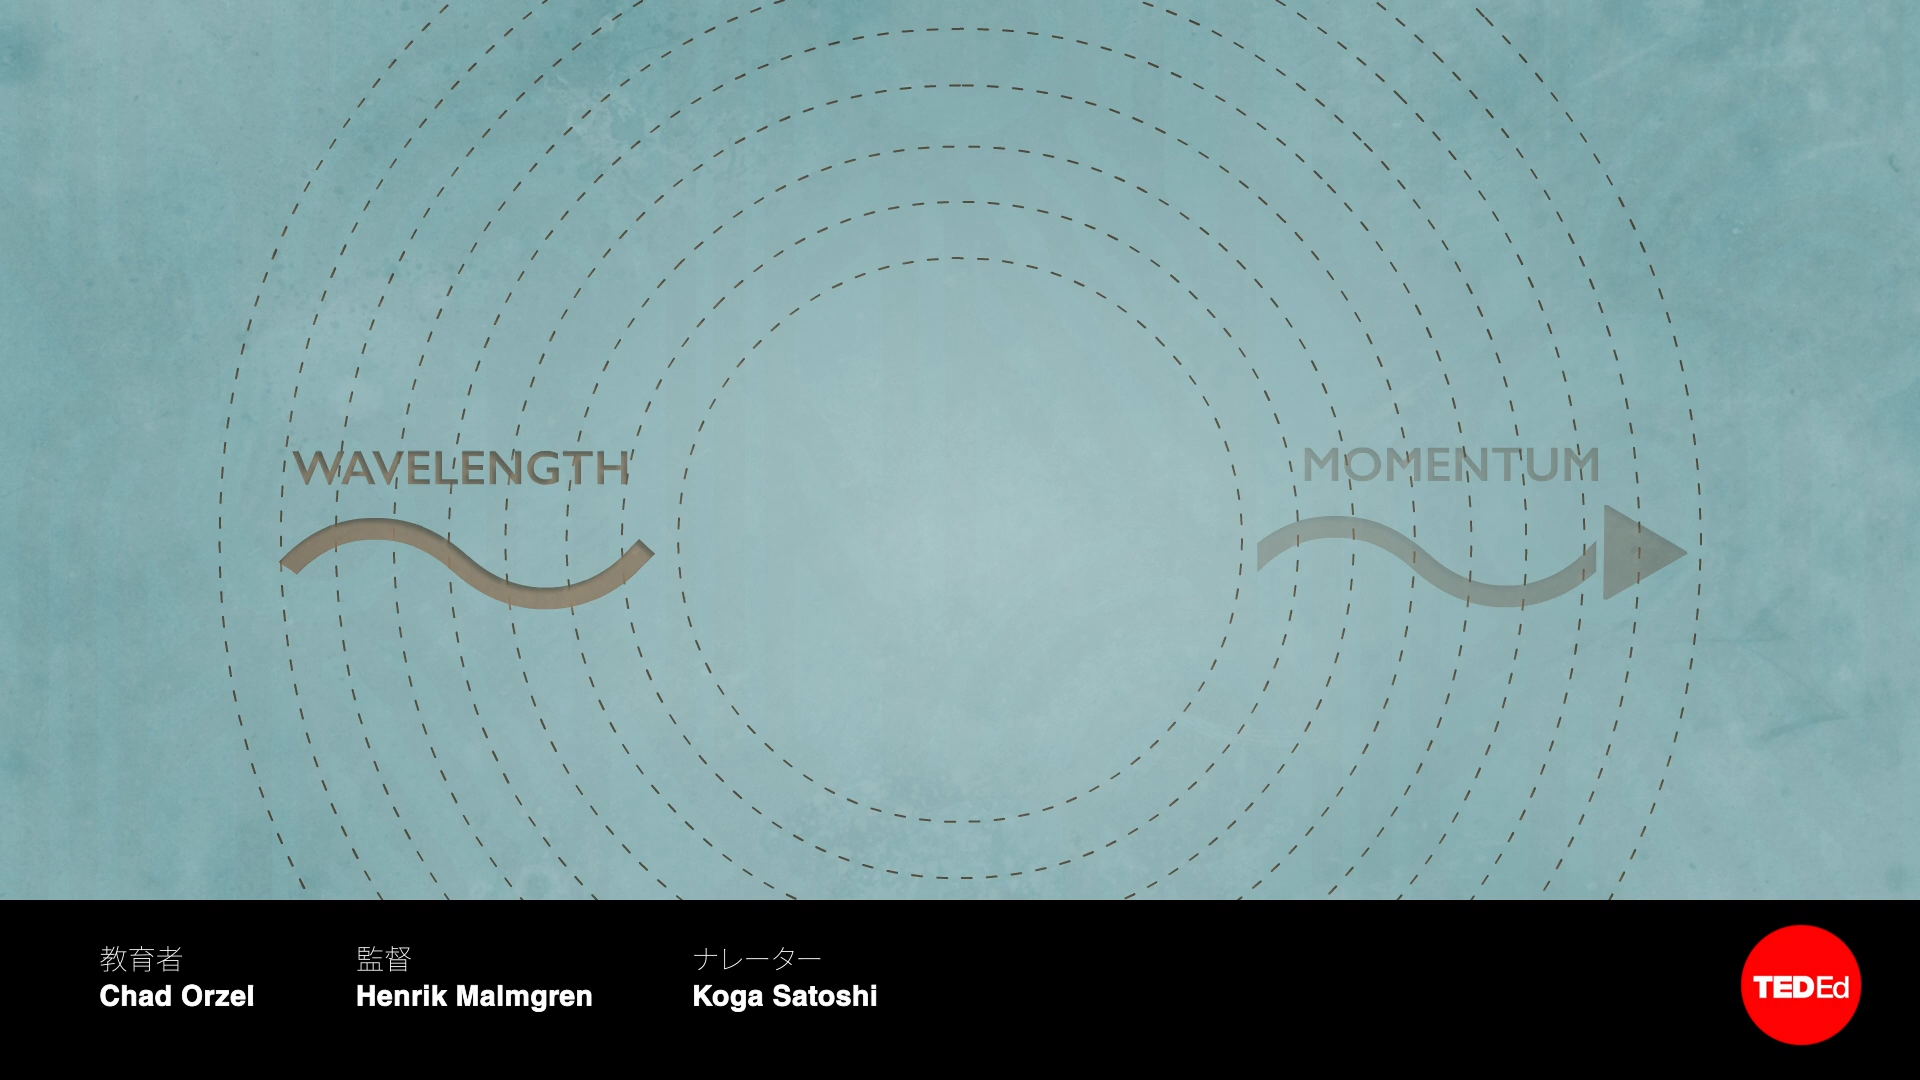 WAVELENGTH
MOMENTUM
教育者
Chad Orzel
監督
Henrik Malmgren
ナレーター
Koga Satoshi
TEDEd